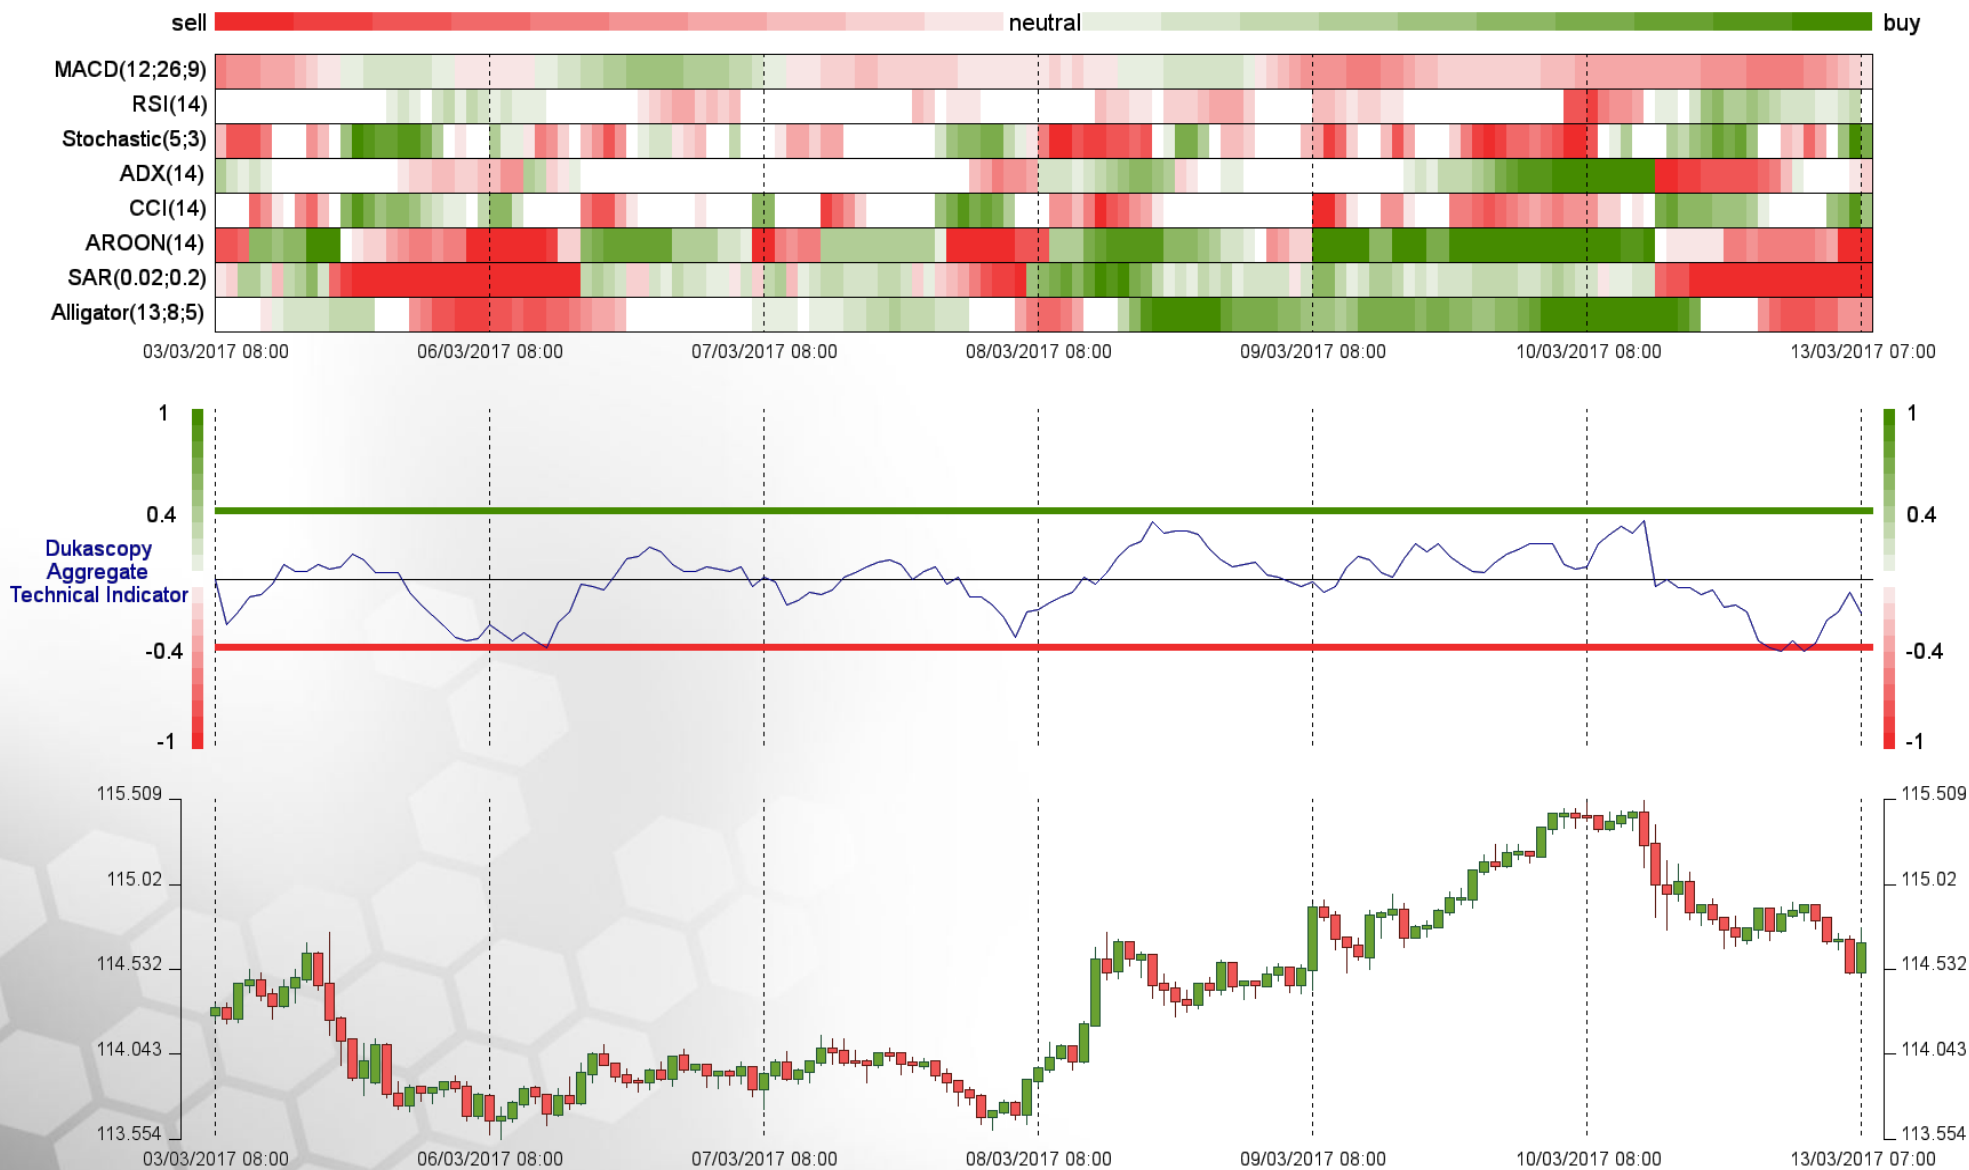 sell neutral buy
MACD(12;26;9)
RSI(14)
Stochastic(5;3)
ADX(14)
CCI(14)
AROON(14)
SAR(0.02;0.2)
Alligator(13;8;5)
03/03/2017 08:00 06/03/2017 08:00 07/03/2017 08:00 08/03/2017 08:00 09/03/2017 08:00 10/03/2017 08:00 13/03/2017 07:00
1 1
0.4 0.4
Dukascopy
Aggregate
Technical Indicator
-0.4 -0.4
-1 -1
115.509 115.509
115.02 115.02
114.532 114.532
114.043 114.043
113.554 113.554
03/03/2017 08:00 06/03/2017 08:00 07/03/2017 08:00 08/03/2017 08:00 09/03/2017 08:00 10/03/2017 08:00 13/03/2017 07:00